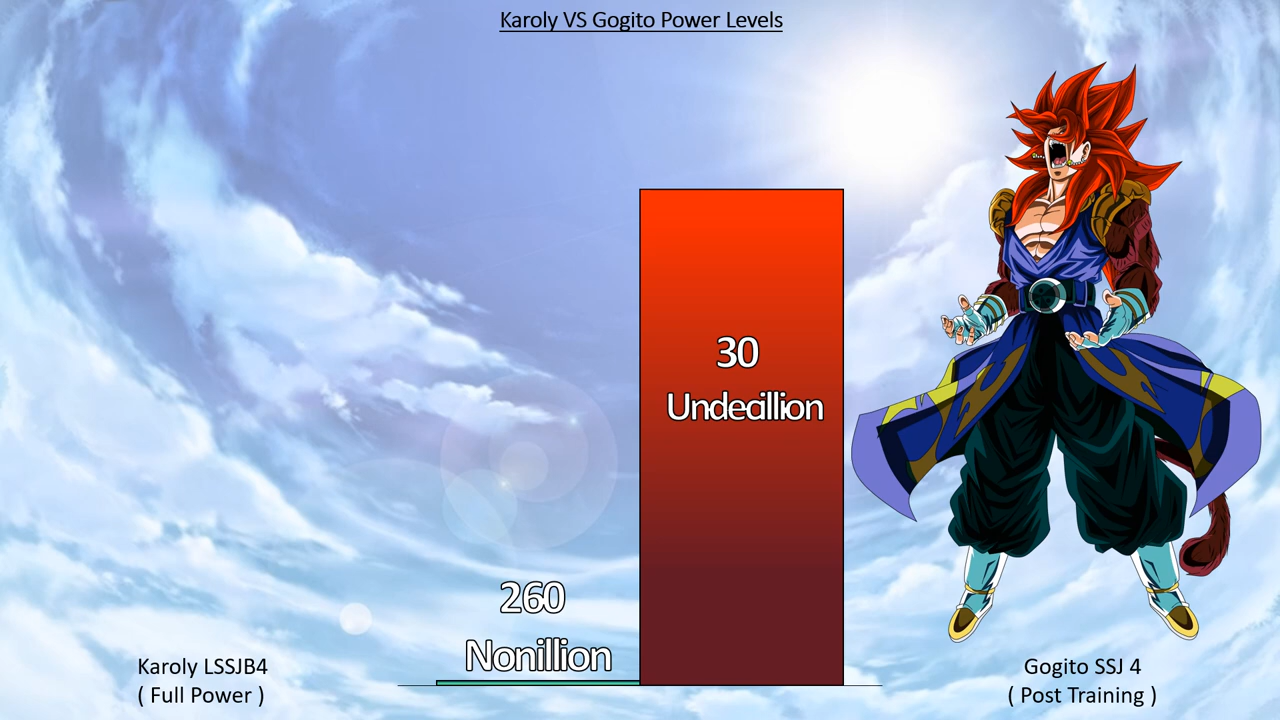 Karoly VS Gogito Power Levels
30
Undecillion
260
Nonillion
Karoly LSSJB4
( Full Power )
Gogito SSJ 4
( Post Training )